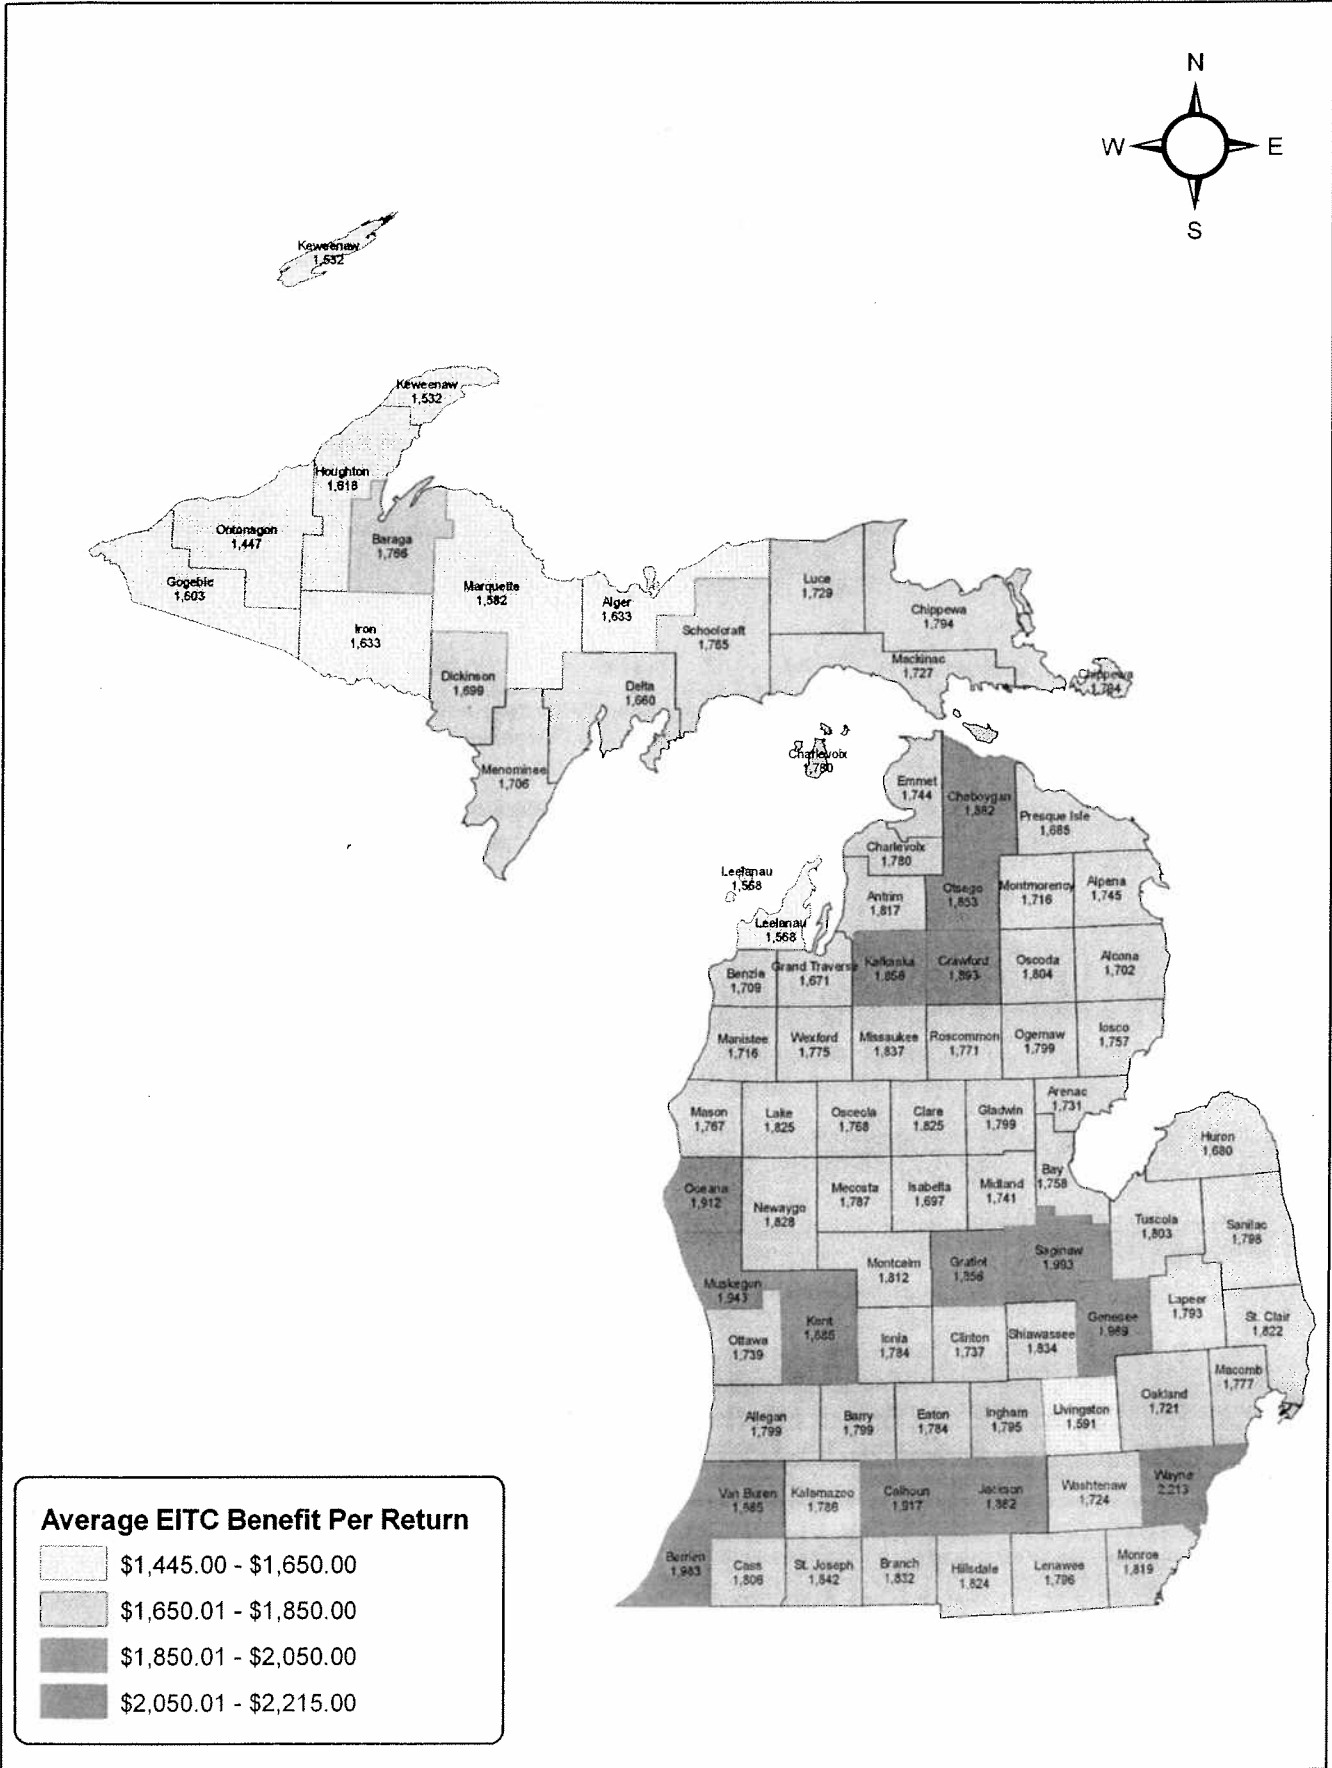 N
W E
S
Keweenaw
1,532
Keweenaw
1,532
Houghton
1,618
Ontonagon
1,447
Baraga
1,766
Gogebic
1,603
Marquette
1,582
Iron
1,633
Alger
1,633
Luce
1,729
Chippewa
1,794
Schoolcraft
1,765
Mackinac
1,727
Chippewa
1,794
Dickinson
1,699
Delta
1,660
Menominee
1,706
Charlevoix
1,780
Emmet
1,744
Cheboygan
1,882
Presque Isle
1,685
Charlevoix
1,780
Leelanau
1,568
Antrim
1,817
Otsego
1,853
Montmorency
1,716
Alpena
1,745
Leelanau
1,568
Benzie
1,709
Grand Traverse
1,671
Kalkaska
1,856
Crawford
1,893
Oscoda
1,804
Alcona
1,702
Manistee
1,716
Wexford
1,775
Missaukee
1,837
Roscommon
1,771
Ogemaw
1,799
Iosco
1,757
Mason
1,767
Lake
1,825
Osceola
1,768
Clare
1,825
Gladwin
1,799
Arenac
1,731
Huron
1,680
Oceana
1,912
Newaygo
1,828
Mecosta
1,787
Isabella
1,697
Midland
1,741
Bay
1,758
Tuscola
1,803
Sanilac
1,798
Muskegon
1,943
Montcalm
1,812
Gratiot
1,856
Saginaw
1,993
Kent
Genesee
1,989
Lapeer
1,793
St. Clair
1,822
Ottawa
1,739
Ionia
1,784
Clinton
1,737
Shiawassee
1,834
Macomb
1,777
Allegan
1,799
Barry
1,799
Eaton
1,784
Ingham
1,795
Livingston
1,591
Oakland
1,721
Van Buren
Kalamazoo
1,786
Calhoun
1,917
Jackson
1,862
Washtenaw
1,724
Wayne
2,213
Berrien
1,983
Cass
1,806
St. Joseph
1,842
Branch
1,832
Hillsdale
1,824
Lenawee
1,796
Monroe
1,819
Average EITC Benefit Per Return
$1,445.00 - $1,650.00
$1,650.01 - $1,850.00
$1,850.01 - $2,050.00
$2,050.01 - $2,215.00